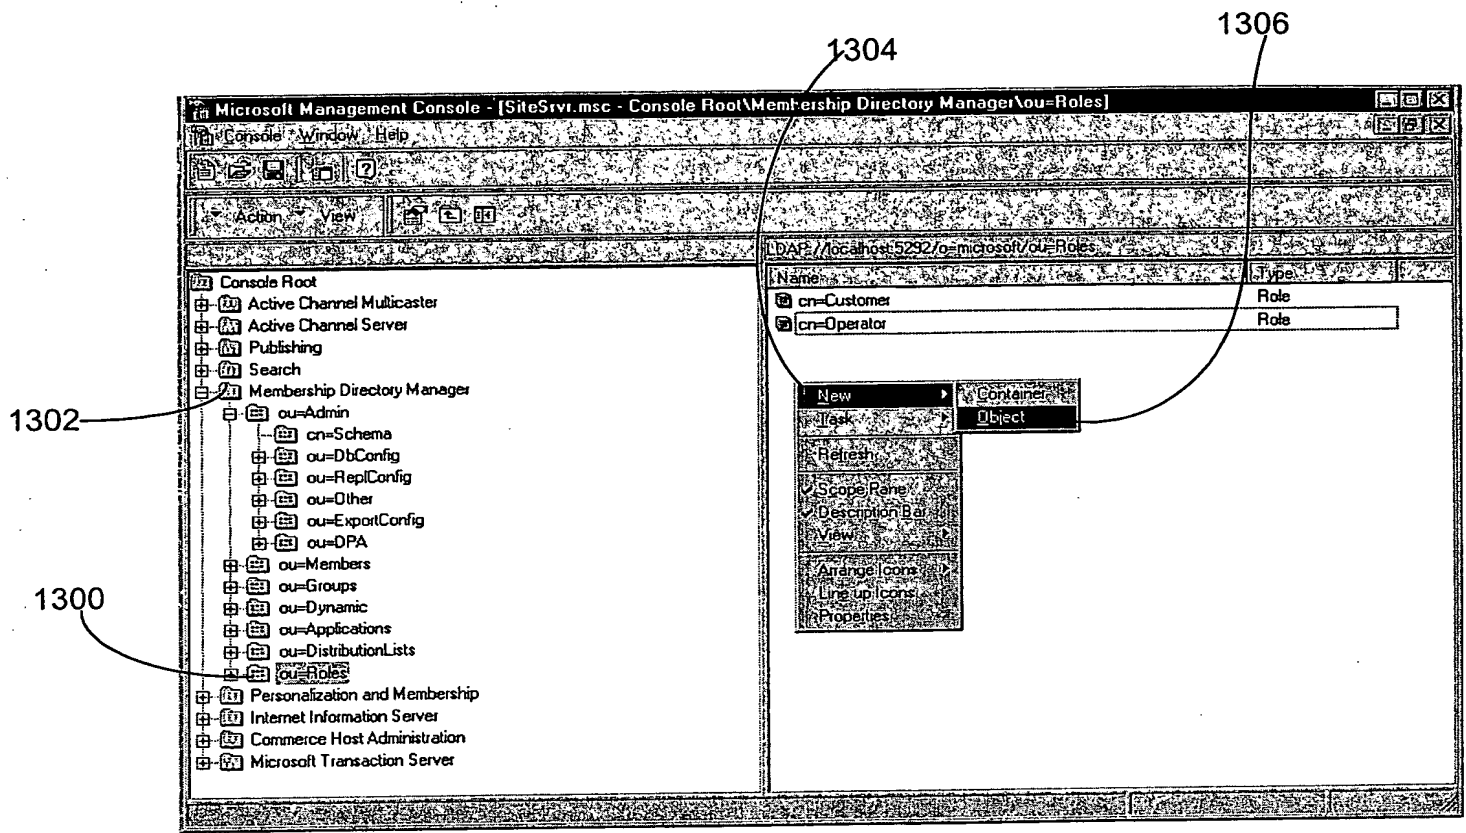 1306
1304
Microsoft Management Console - [SiteSrvr.msc - Console Root\Membership Directory Manager\ou=Roles]
Console Window Help
Action View
LDAP://localhost:5292/o=microsoft/ou=Roles
Name Type
Console Root
Active Channel Multicaster
Active Channel Server
Publishing
Search
Membership Directory Manager
ou=Admin
cn=Schema
ou=DbConfig
ou=ReplConfig
ou=Other
ou=ExportConfig
ou=DPA
ou=Members
ou=Groups
ou=Dynamic
ou=Applications
ou=DistributionLists
ou=Roles
Personalization and Membership
Internet Information Server
Commerce Host Administration
Microsoft Transaction Server
cn=Customer Role
cn=Operator Role
New
Task
Refresh
Scope Pane
Description Bar
View
Arrange Icons
Line up Icons
Properties
Container
Object
1302
1300